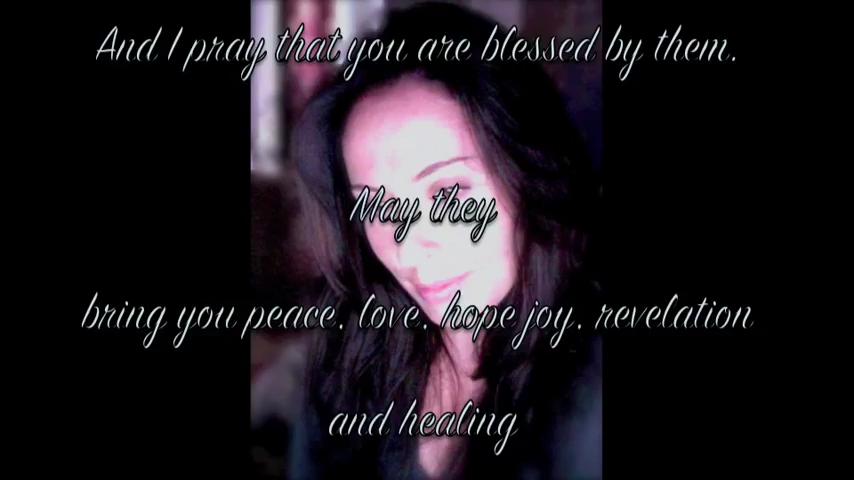 And I pray that you are blessed by them.
May they
bring you peace. love. hope joy. revelation
and healing